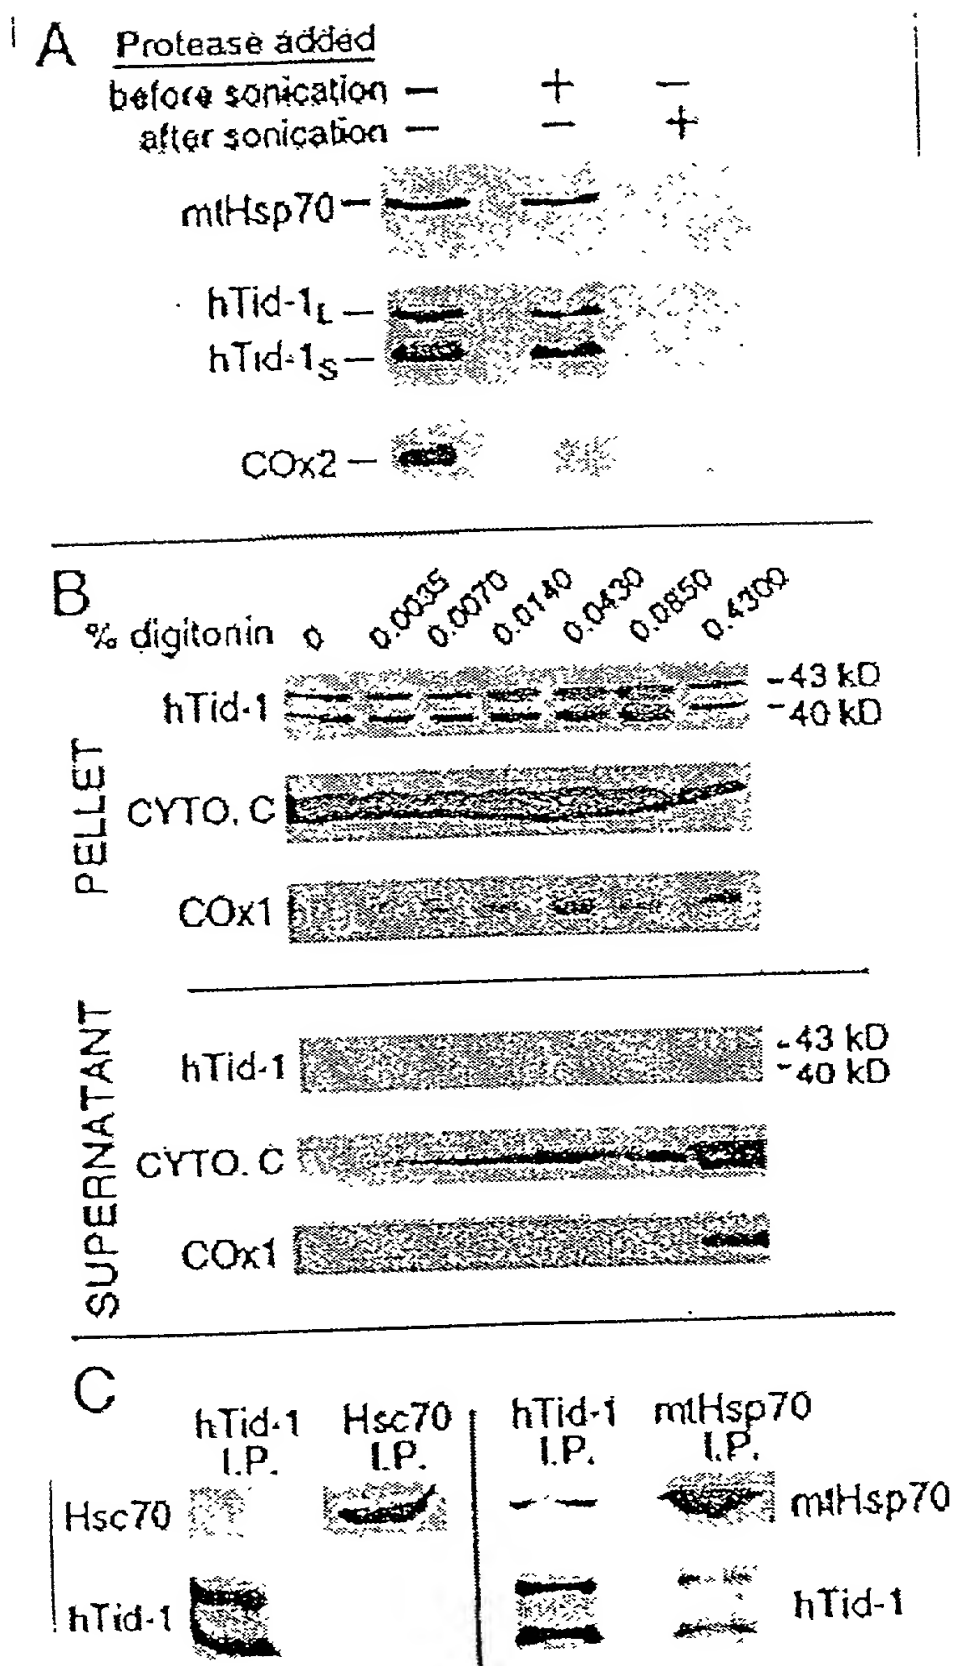 A Protease added
before sonication – + –
after sonication – – +
mtHsp70
hTid-1L
hTid-1S
COx2
B
% digitonin 0 0.0035 0.0070 0.0140 0.0430 0.0850 0.4300
PELLET
hTid-1 -43 kD
-40 kD
CYTO. C
COx1
SUPERNATANT
hTid-1 -43 kD
-40 kD
CYTO. C
COx1
C
hTid-1 I.P. Hsc70 I.P. hTid-1 I.P. mtHsp70 I.P.
Hsc70 mtHsp70
hTid-1 hTid-1